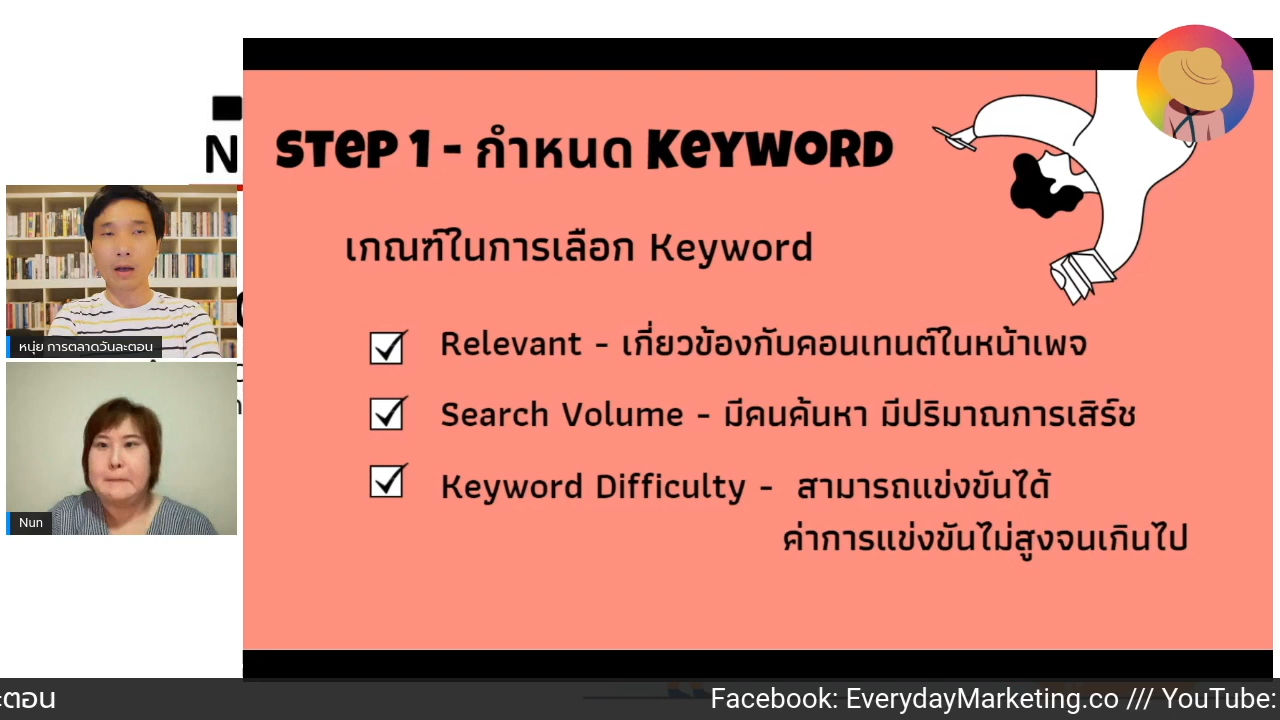 STEP 1 - กำหนด KEYWORD
เกณฑ์ในการเลือก Keyword
Relevant - เกี่ยวข้องกับคอนเทนต์ในหน้าเพจ
Search Volume - มีคนค้นหา มีปริมาณการเสิร์ช
Keyword Difficulty - สามารถแข่งขันได้
ค่าการแข่งขันไม่สูงจนเกินไป
N
หนุ่ย การตลาดวันละตอน
Nun
ะตอน
Facebook: EverydayMarketing.co /// YouTube: